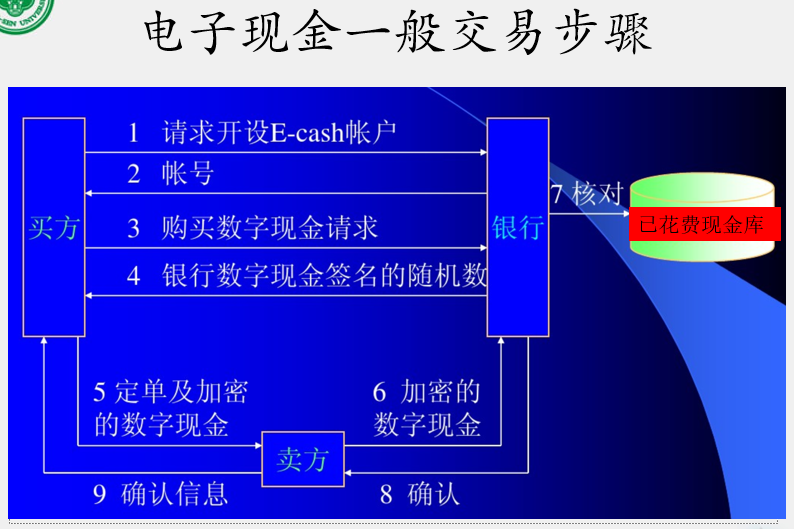 电子现金一般交易步骤
1 请求开设E-cash帐户
2 帐号
7 核对
已花费现金库
买方
3 购买数字现金请求
银行
4 银行数字现金签名的随机数
5 定单及加密
的数字现金
6 加密的
数字现金
卖方
9 确认信息
8 确认